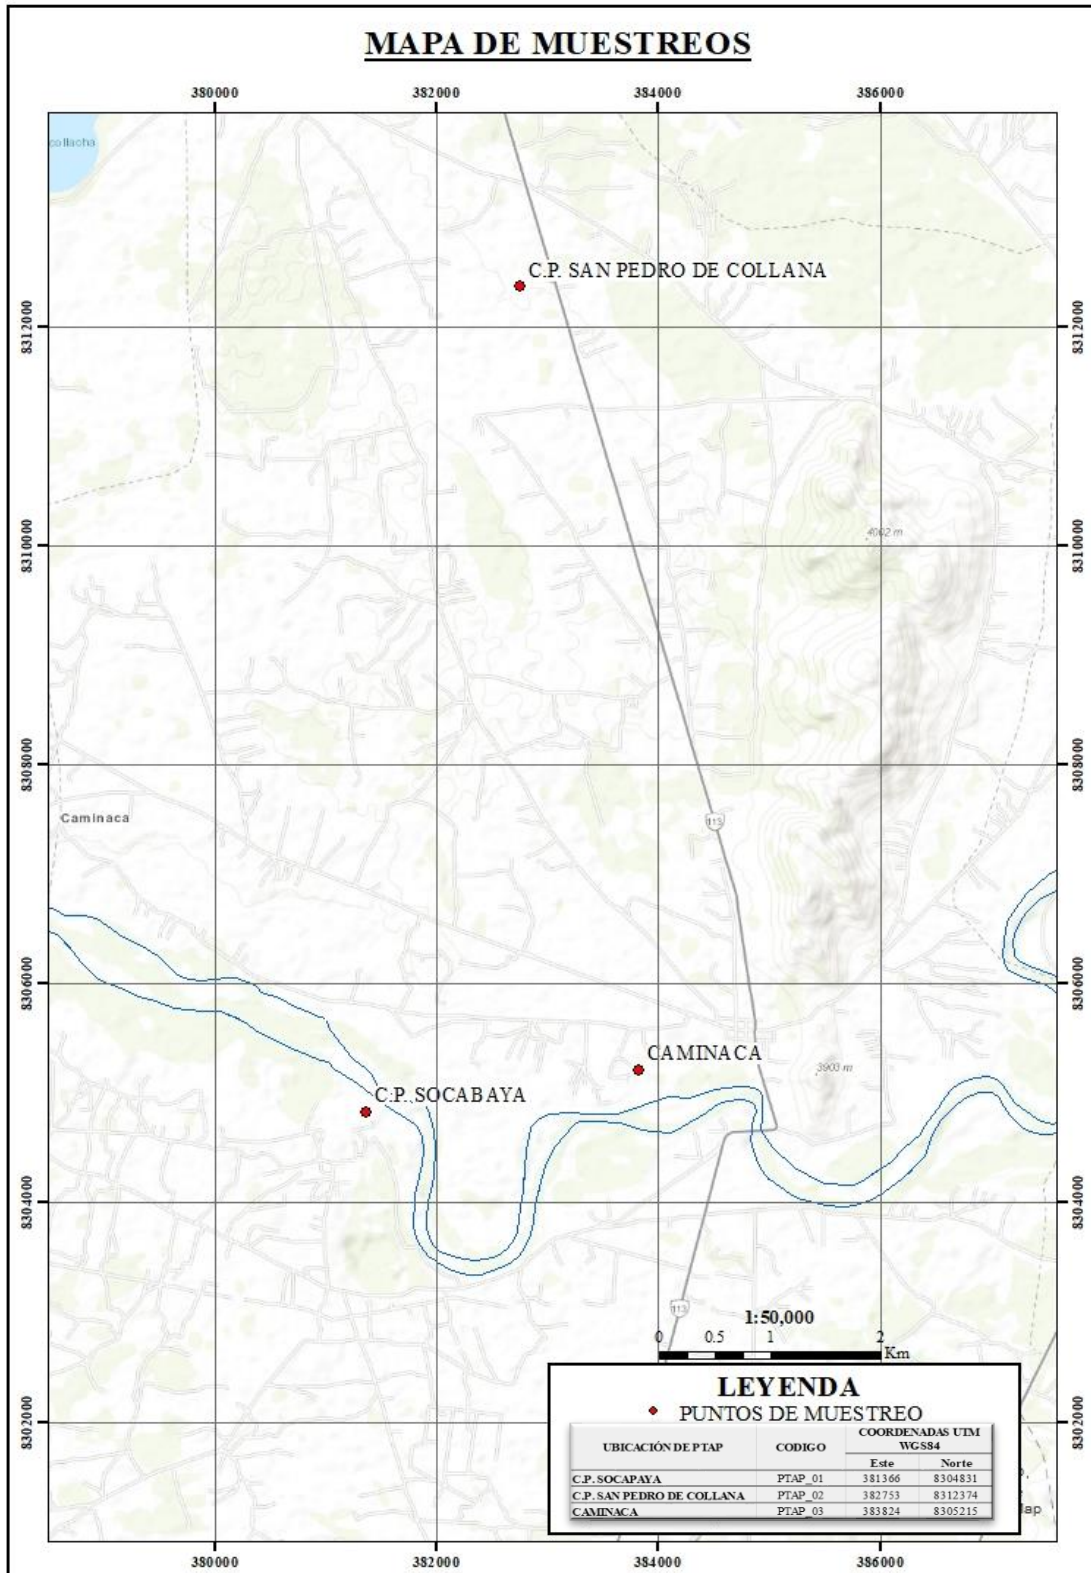 MAPA DE MUESTREOS
380000 382000 384000 386000
collacha
C.P. SAN PEDRO DE COLLANA
8312000 8312000
4002 m
8310000 8310000
8308000 8308000
Caminaca
113
8306000 8306000
CAMINACA
3903 m
C.P. SOCABAYA
8304000 8304000
113
1:50,000
0 0.5 1 2
Km
LEYENDA
PUNTOS DE MUESTREO
8302000 8302000
UBICACIÓN DE PTAP CODIGO COORDENADAS UTM WGS84
Este Norte
C.P. SOCAPAYA PTAP_01 381366 8304831
C.P. SAN PEDRO DE COLLANA PTAP_02 382753 8312374
CAMINACA PTAP_03 383824 8305215
380000 382000 384000 386000